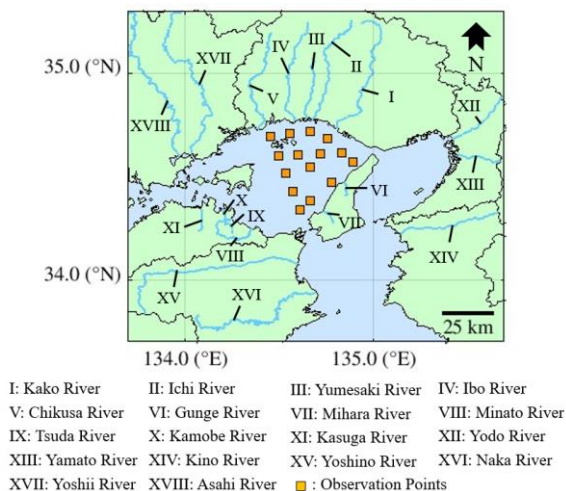 XVII
IV
III
II
N
35.0 (°N)
V
I
XII
XVIII
XIII
X
VI
XI
IX
VII
VIII
XIV
34.0 (°N)
XV
XVI
25 km
134.0 (°E)
135.0 (°E)
I: Kako River II: Ichi River III: Yumesaki River IV: Ibo River
V: Chikusa River VI: Gunge River VII: Mihara River VIII: Minato River
IX: Tsuda River X: Kamobe River XI: Kasuga River XII: Yodo River
XIII: Yamato River XIV: Kino River XV: Yoshino River XVI: Naka River
XVII: Yoshii River XVIII: Asahi River : Observation Points